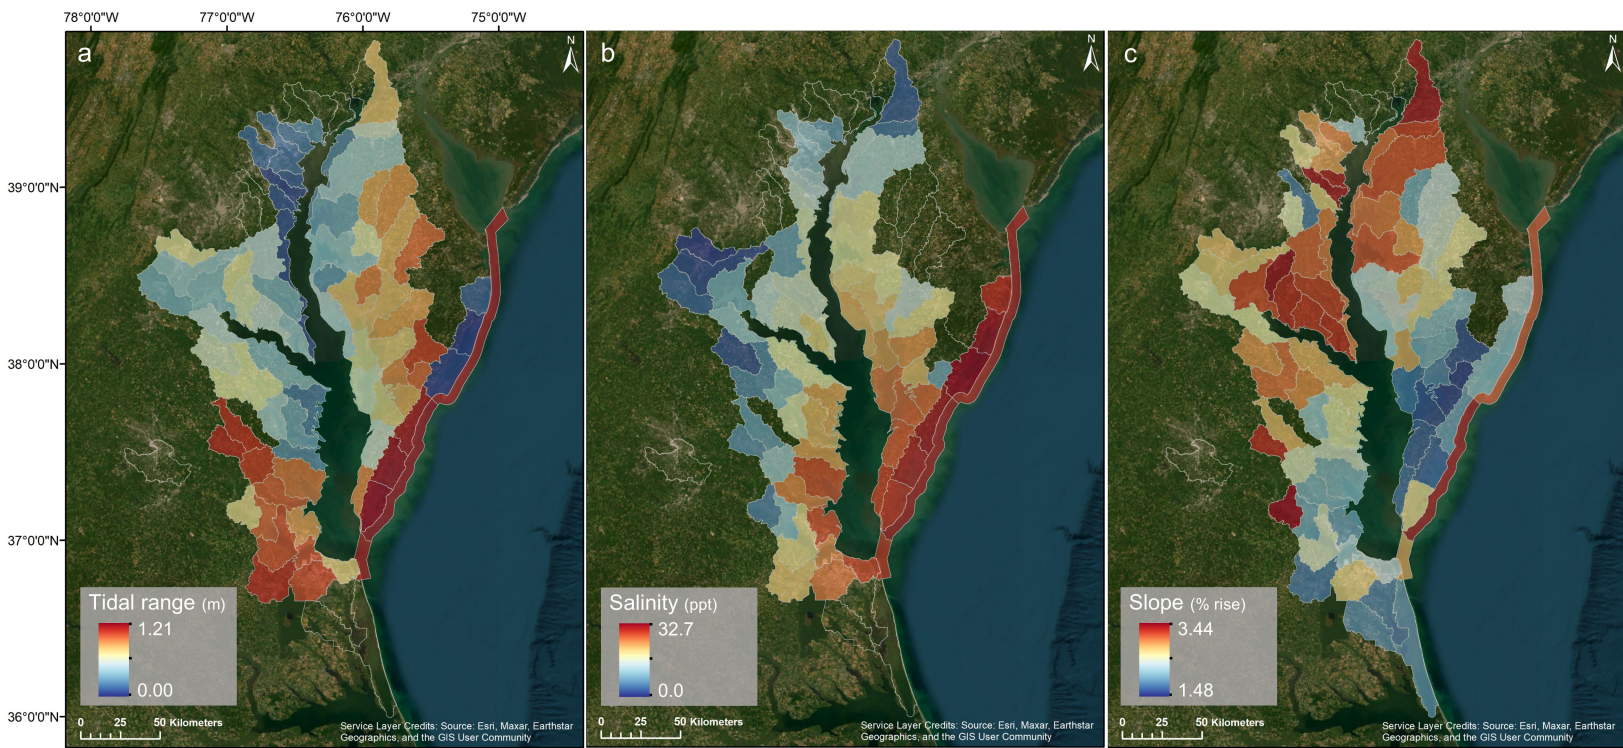 78°0'0"W 77°0'0"W 76°0'0"W 75°0'0"W
a
N
39°0'0"N
38°0'0"N
37°0'0"N
36°0'0"N
Tidal range (m)
1.21
0.00
0 25 50 Kilometers
Service Layer Credits: Source: Esri, Maxar, Earthstar
Geographics, and the GIS User Community
b
N
Salinity (ppt)
32.7
0.0
0 25 50 Kilometers
Service Layer Credits: Source: Esri, Maxar, Earthstar
Geographics, and the GIS User Community
c
N
Slope (% rise)
3.44
1.48
0 25 50 Kilometers
Service Layer Credits: Source: Esri, Maxar, Earthstar
Geographics, and the GIS User Community